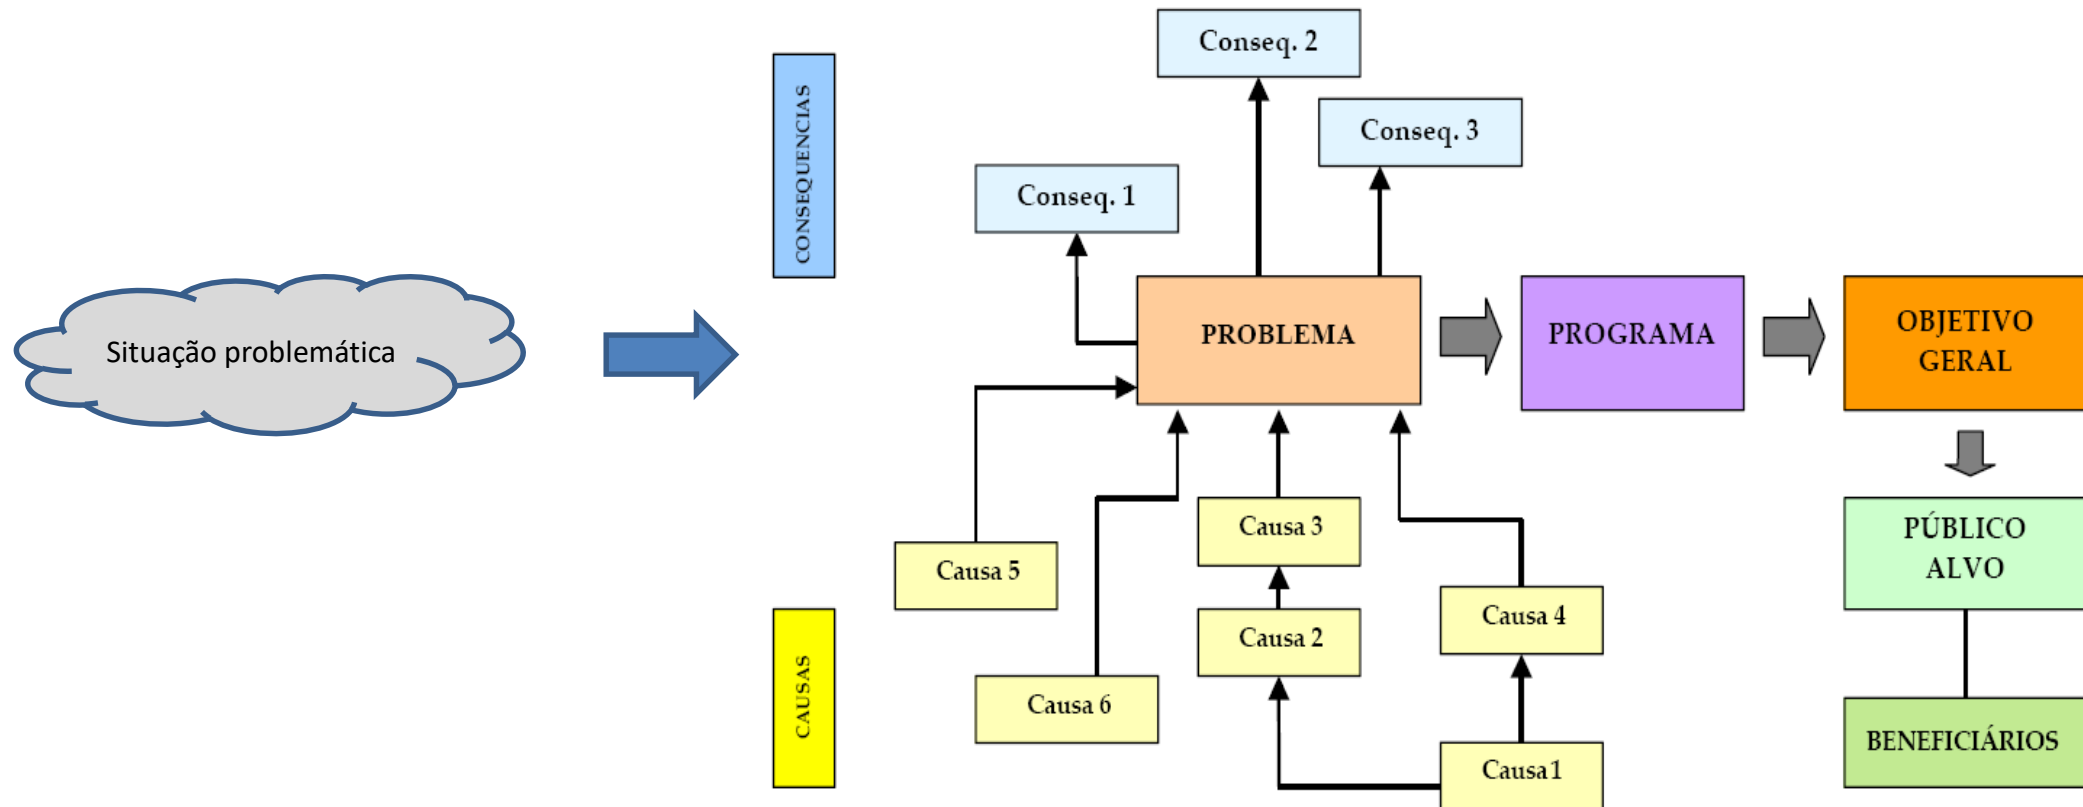 Situação problemática
CONSEQUENCIAS
Conseq. 2
Conseq. 3
Conseq. 1
PROBLEMA
PROGRAMA
OBJETIVO
GERAL
PÚBLICO
ALVO
BENEFICIÁRIOS
CAUSAS
Causa 5
Causa 3
Causa 2
Causa 4
Causa 6
Causa 1